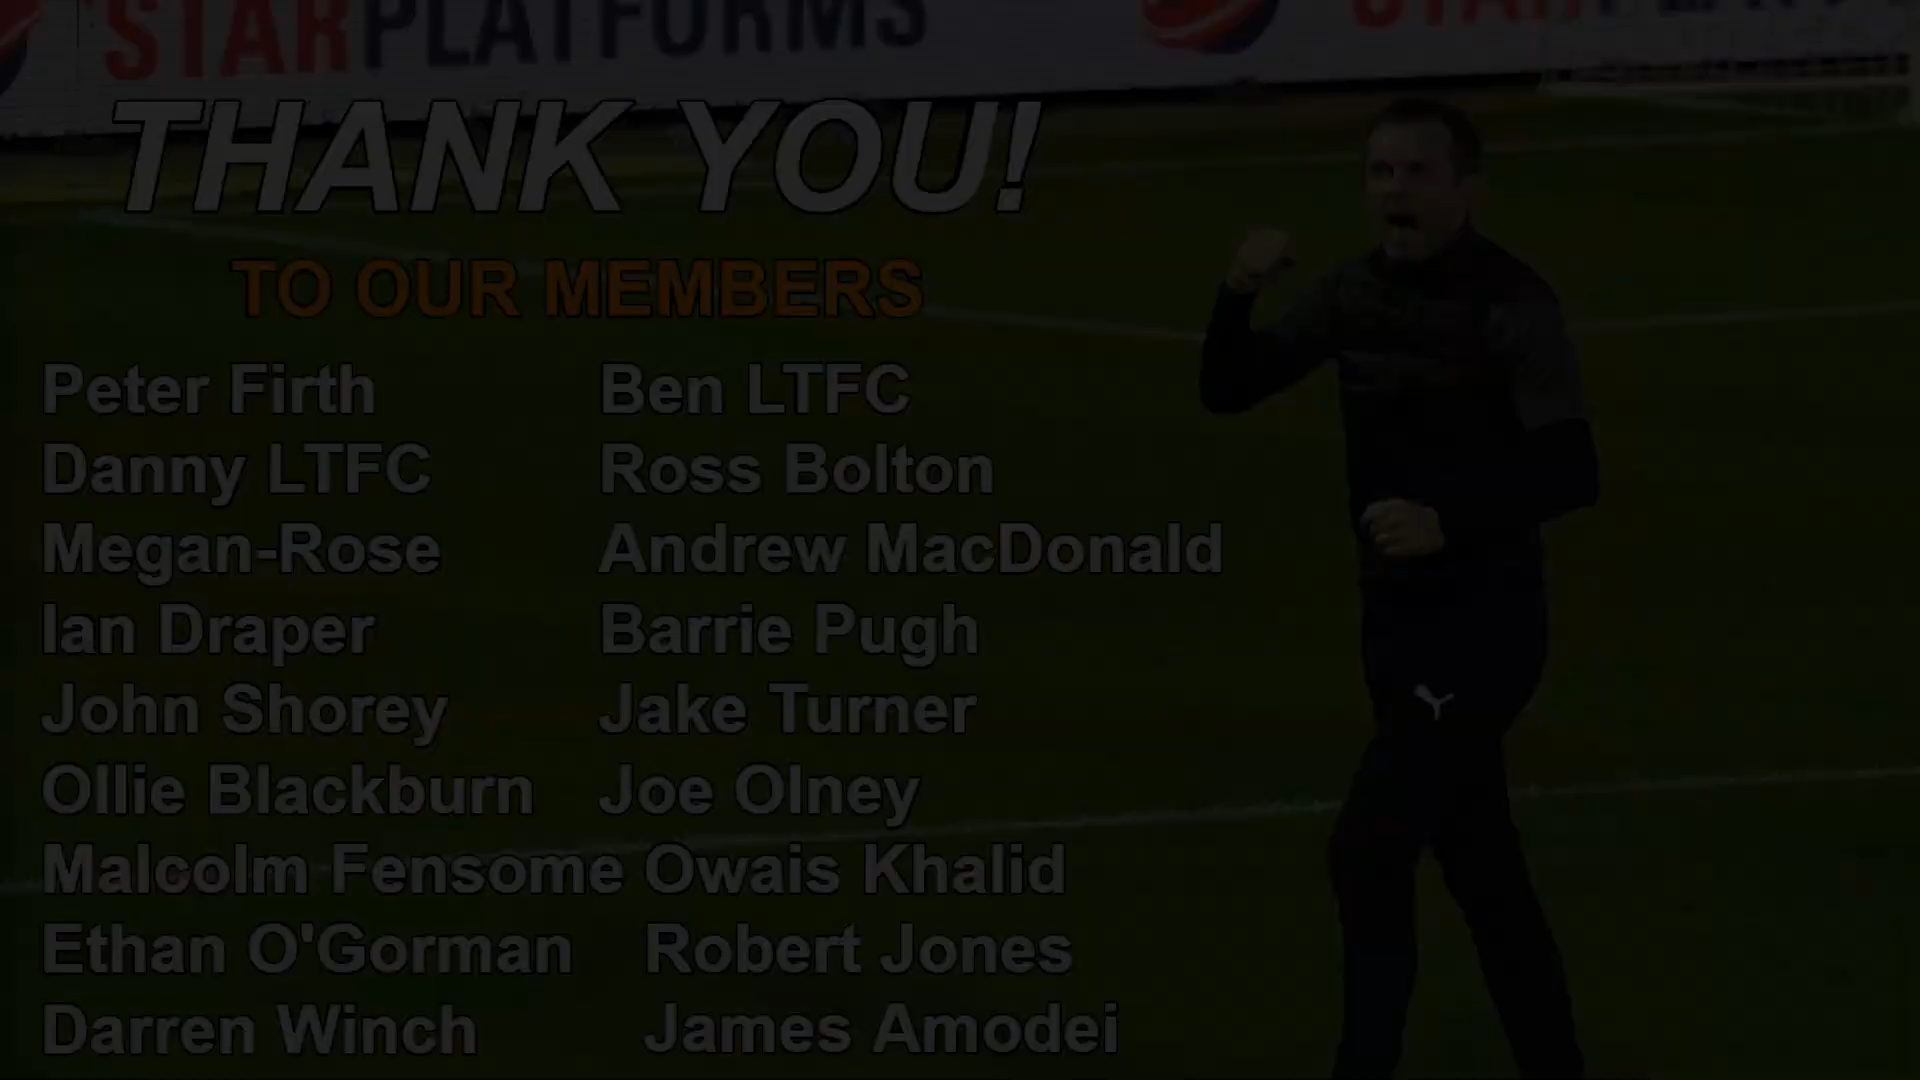 STARPLATFORMS
THANK YOU!
TO OUR MEMBERS
Peter Firth
Ben LTFC
Danny LTFC
Ross Bolton
Megan-Rose
Andrew MacDonald
Ian Draper
Barrie Pugh
John Shorey
Jake Turner
Ollie Blackburn
Joe Olney
Malcolm Fensome
Owais Khalid
Ethan O'Gorman
Robert Jones
Darren Winch
James Amodei